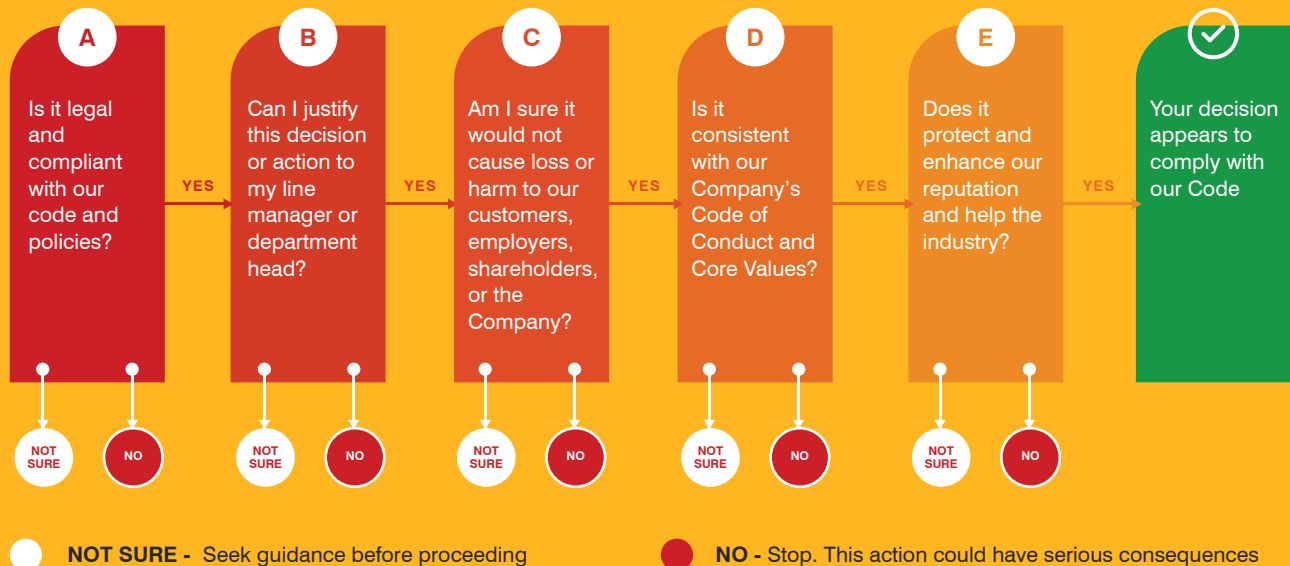 A
Is it legal
and
compliant
with our
code and
policies?
YES
NOT
SURE
NO
B
Can I justify
this decision
or action to
my line
manager or
department
head?
YES
NOT
SURE
NO
C
Am I sure it
would not
cause loss or
harm to our
customers,
employers,
shareholders,
or the
Company?
YES
NOT
SURE
NO
D
Is it
consistent
with our
Company's
Code of
Conduct and
Core Values?
YES
NOT
SURE
NO
E
Does it
protect and
enhance our
reputation
and help the
industry?
YES
NOT
SURE
NO
Your decision
appears to
comply with
our Code
NOT SURE - Seek guidance before proceeding
NO - Stop. This action could have serious consequences